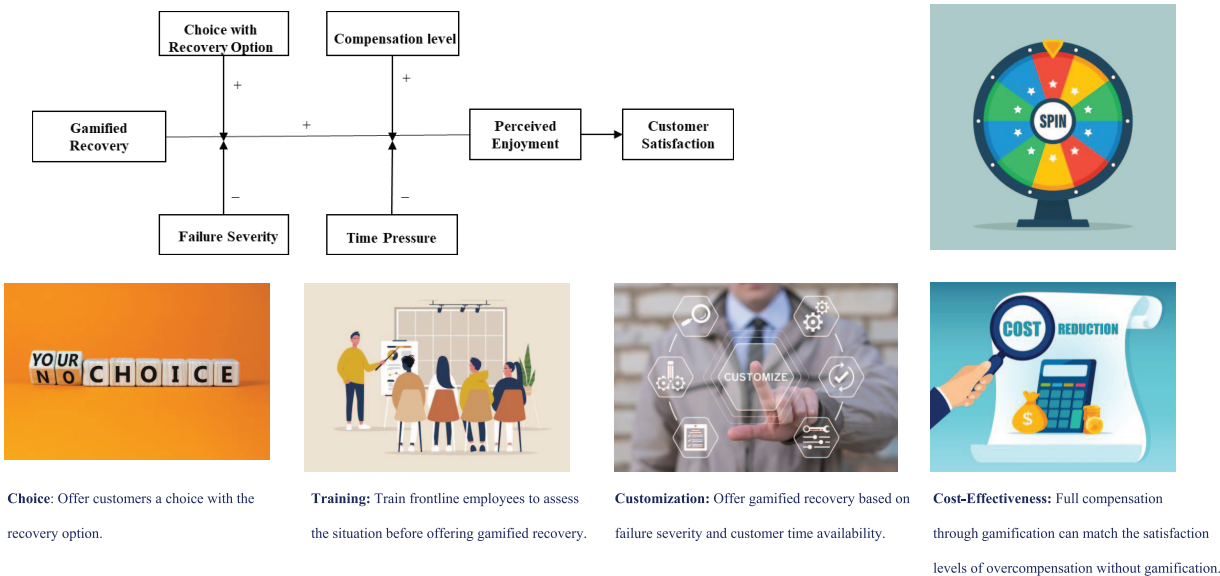 Choice with
Recovery Option
Compensation level
+
+
Gamified
Recovery
+
Perceived
Enjoyment
Customer
Satisfaction
–
–
Failure Severity
Time Pressure
SPIN
YOUR
NO CHOICE
CUSTOMIZE
COST REDUCTION
$
Choice: Offer customers a choice with the
recovery option.
Training: Train frontline employees to assess
the situation before offering gamified recovery.
Customization: Offer gamified recovery based on
failure severity and customer time availability.
Cost-Effectiveness: Full compensation
through gamification can match the satisfaction
levels of overcompensation without gamification.